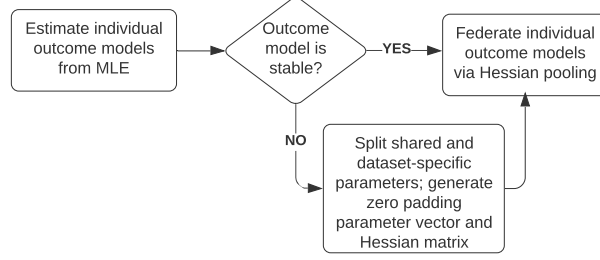 Estimate individual
outcome models
from MLE
Outcome
model is
stable?
YES
Federate individual
outcome models
via Hessian pooling
NO
Split shared and
dataset-specific
parameters; generate
zero padding
parameter vector and
Hessian matrix